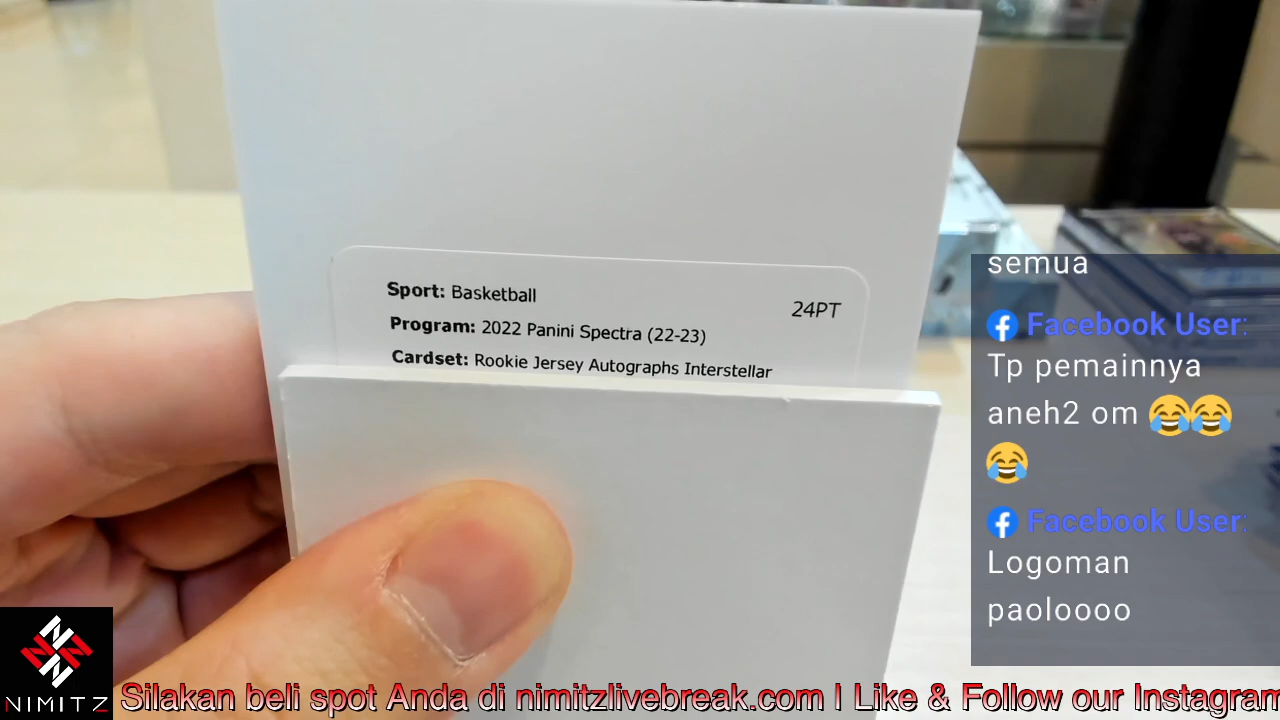 Sport: Basketball
24PT
Program: 2022 Panini Spectra (22-23)
Cardset: Rookie Jersey Autographs Interstellar
semua
Facebook User:
Tp pemainnya
aneh2 om 😂😂
😂
Facebook User:
Logoman
paoloooo
NIMITZ
Silakan beli spot Anda di nimitzlivebreak.com I Like & Follow our Instagram